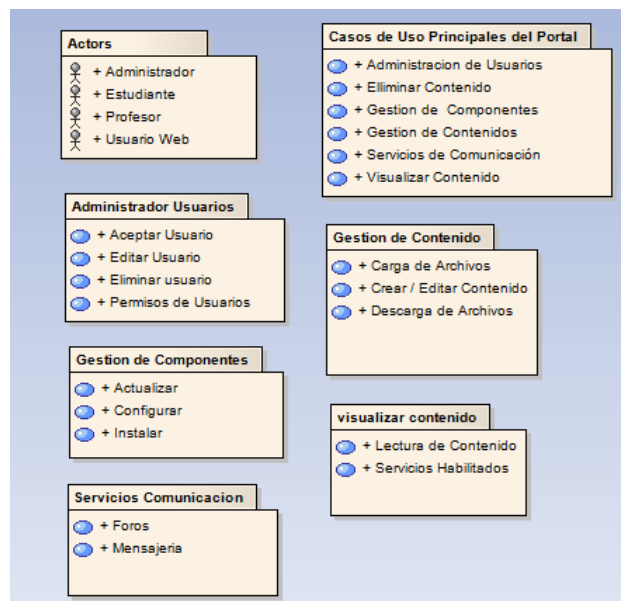 Actors
+ Administrador
+ Estudiante
+ Profesor
+ Usuario Web
Casos de Uso Principales del Portal
+ Administracion de Usuarios
+ Elliminar Contenido
+ Gestion de Componentes
+ Gestion de Contenidos
+ Servicios de Comunicación
+ Visualizar Contenido
Administrador Usuarios
+ Aceptar Usuario
+ Editar Usuario
+ Eliminar usuario
+ Permisos de Usuarios
Gestion de Contenido
+ Carga de Archivos
+ Crear / Editar Contenido
+ Descarga de Archivos
Gestion de Componentes
+ Actualizar
+ Configurar
+ Instalar
visualizar contenido
+ Lectura de Contenido
+ Servicios Habilitados
Servicios Comunicacion
+ Foros
+ Mensajeria